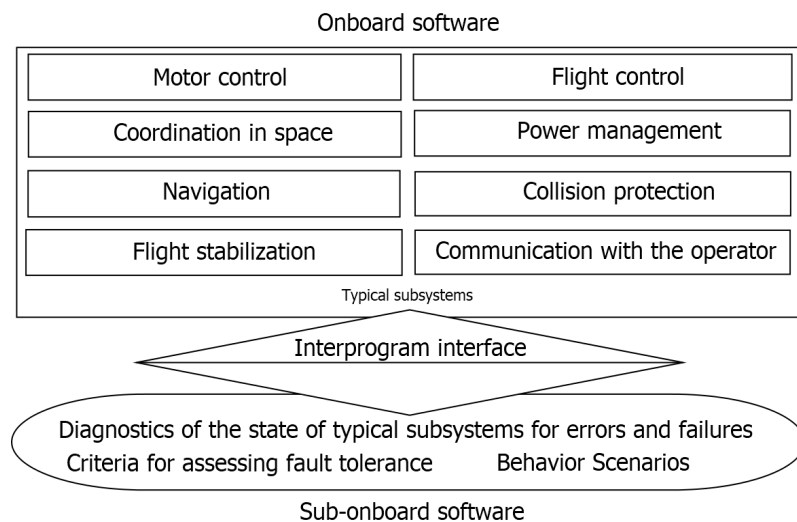 Onboard software
Motor control
Flight control
Coordination in space
Power management
Navigation
Collision protection
Flight stabilization
Communication with the operator
Typical subsystems
Interprogram interface
Diagnostics of the state of typical subsystems for errors and failures
Criteria for assessing fault tolerance
Behavior Scenarios
Sub-onboard software